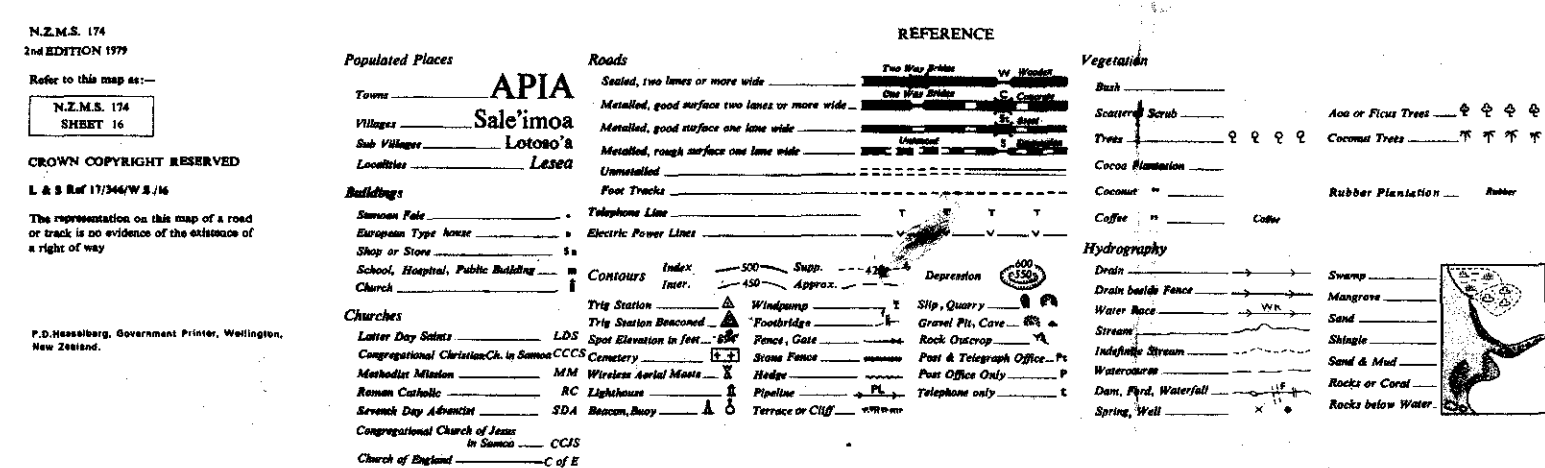 N.Z.M.S. 174
2nd EDITION 1979
Refer to this map as:—
N.Z.M.S. 174
SHEET 16
CROWN COPYRIGHT RESERVED
L & S Ref 17/346/W.S./16
The representation on this map of a road
or track is no evidence of the existence of
a right of way
P.D.Hasselberg, Government Printer, Wellington,
New Zealand.
REFERENCE
Populated Places
Towns APIA
Villages Sale'imoa
Sub Villages Lotoso'a
Localities Lesea
Buildings
Samoan Fale
European Type house
Shop or Store S
School, Hospital, Public Building
Church
Churches
Latter Day Saints LDS
Congregational Christian Ch. in Samoa CCCS
Methodist Mission MM
Roman Catholic RC
Seventh Day Adventist SDA
Congregational Church of Jesus
in Samoa CCJS
Church of England C of E
Roads
Two Way Bridge W Wooden
Sealed, two lanes or more wide
One Way Bridge C Concrete
Metalled, good surface two lanes or more wide
St. Steel
Metalled, good surface one lane wide
S
Metalled, rough surface one lane wide
Unmetalled
Foot Tracks
Telephone Line T T T T
Electric Power Lines V V V V
Contours Index 500 Supp. Depression 600 550
Inter. 450 Approx.
Trig Station Windpump T Slip, Quarry
Trig Station Beaconed Footbridge Gravel Pit, Cave
Spot Elevation in feet Fence, Gate Rock Outcrop
Cemetery Stone Fence Post & Telegraph Office Pt
Wireless Aerial Masts Hedge Post Office Only P
Lighthouse Pipeline PL Telephone only t
Beacon, Buoy Terrace or Cliff
Vegetation
Bush
Scattered Scrub Aoa or Ficus Trees
Trees Coconut Trees
Cocoa Plantation
Coconut " Rubber Plantation Rubber
Coffee " Coffee
Hydrography
Drain Swamp
Drain beside Fence Mangrove
Water Race WR Sand
Stream Shingle
Indefinite Stream Sand & Mud
Watercourse Rocks or Coral
Dam, Ford, Waterfall F Rocks below Water
Spring, Well